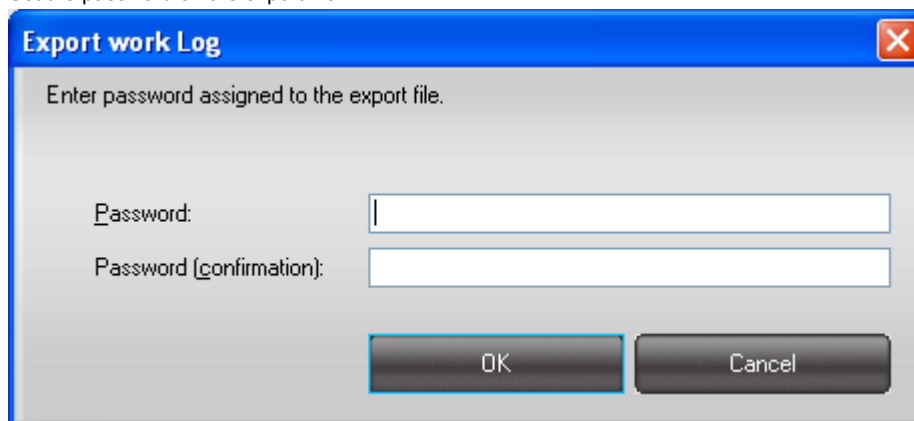 Export work Log
Enter password assigned to the export file.
Password:
Password (confirmation):
OK
Cancel